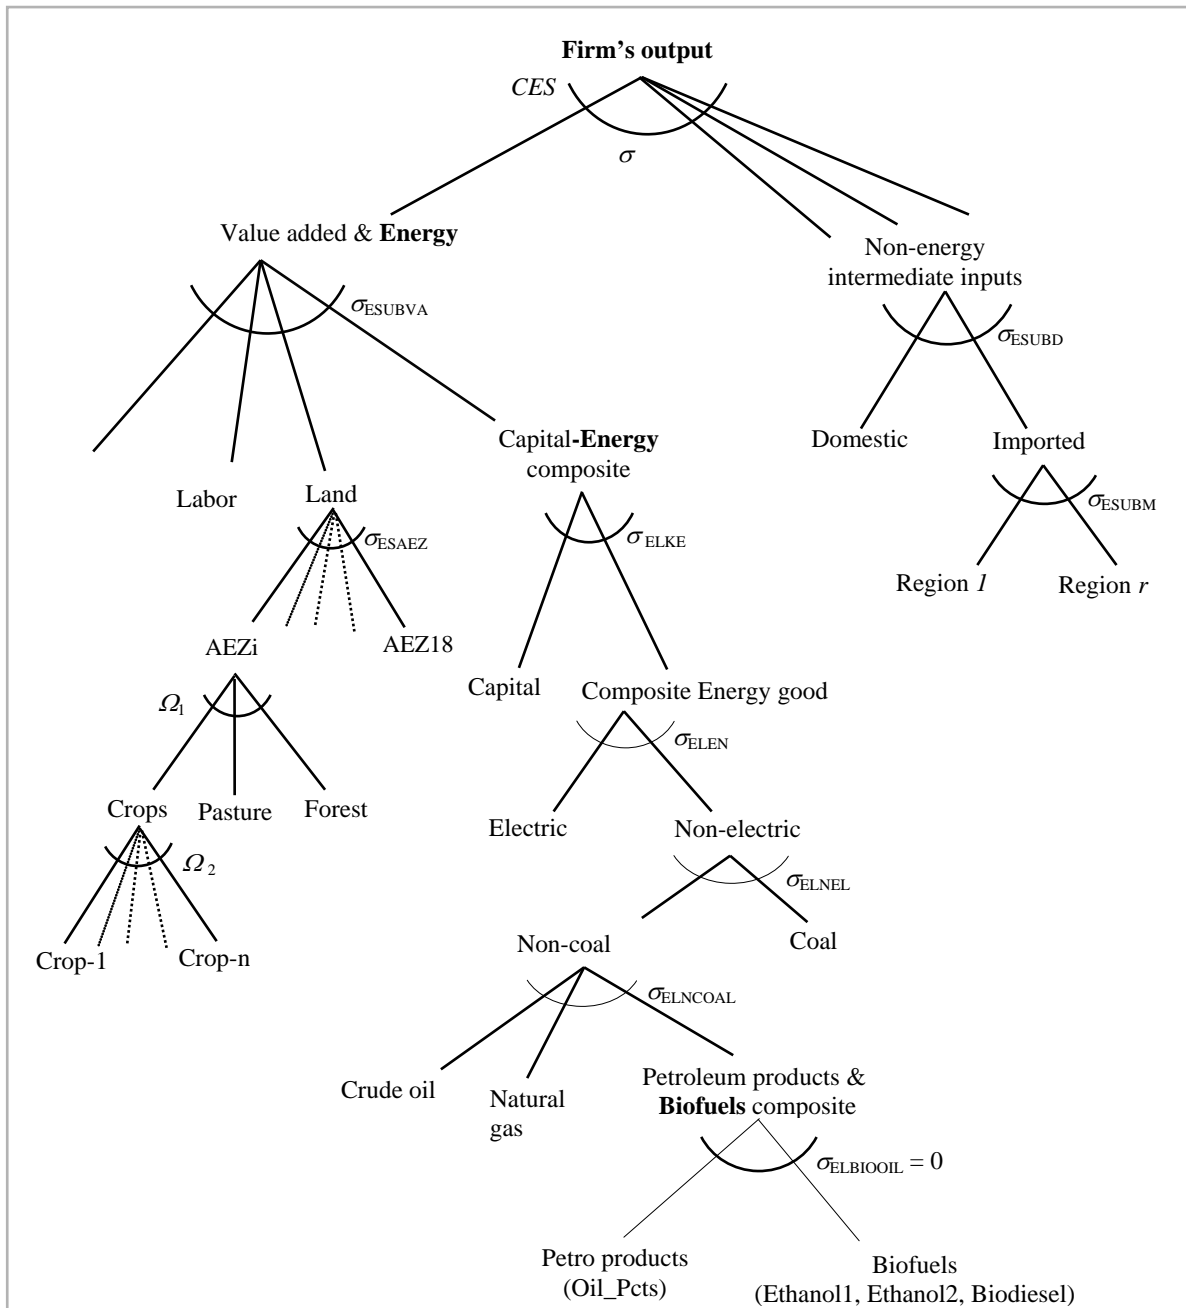 Firm's output
CES
σ
Value added & Energy
Non-energy
intermediate inputs
σESUBVA
σESUBD
Capital-Energy
composite
Domestic
Imported
Labor
Land
σESUBM
σESAEZ
σ ELKE
Region 1
Region r
AEZi
AEZ18
Capital
Composite Energy good
Ω1
σELEN
Crops
Pasture
Forest
Electric
Non-electric
Ω 2
σELNEL
Crop-1
Crop-n
Non-coal
Coal
σELNCOAL
Crude oil
Natural
gas
Petroleum products &
Biofuels composite
σELBIOOIL = 0
Petro products
(Oil_Pcts)
Biofuels
(Ethanol1, Ethanol2, Biodiesel)